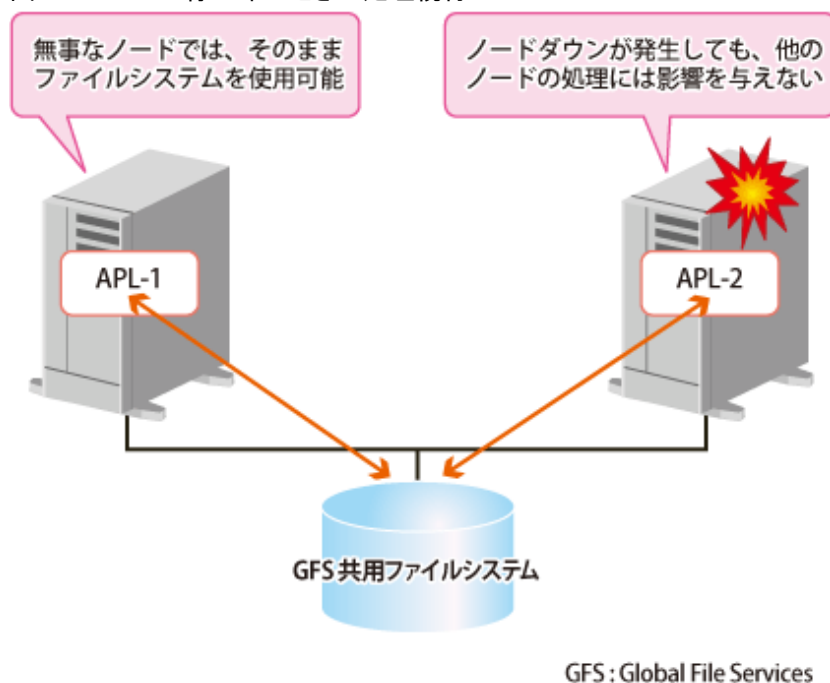 無事なノードでは、そのまま
ファイルシステムを使用可能
ノードダウンが発生しても、他の
ノードの処理には影響を与えない
APL-1
APL-2
GFS共用ファイルシステム
GFS : Global File Services